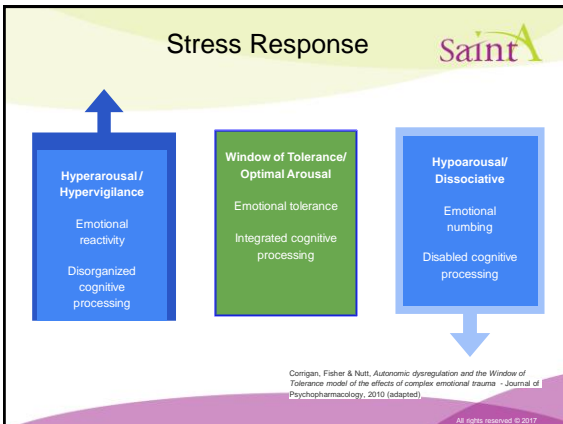 Stress Response
SaintA
Hyperarousal /
Hypervigilance
Emotional
reactivity
Disorganized
cognitive
processing
Window of Tolerance/
Optimal Arousal
Emotional tolerance
Integrated cognitive
processing
Hypoarousal/
Dissociative
Emotional
numbing
Disabled cognitive
processing
Corrigan, Fisher & Nutt, Autonomic dysregulation and the Window of
Tolerance model of the effects of complex emotional trauma - Journal of
Psychopharmacology, 2010 (adapted)
All rights reserved © 2017